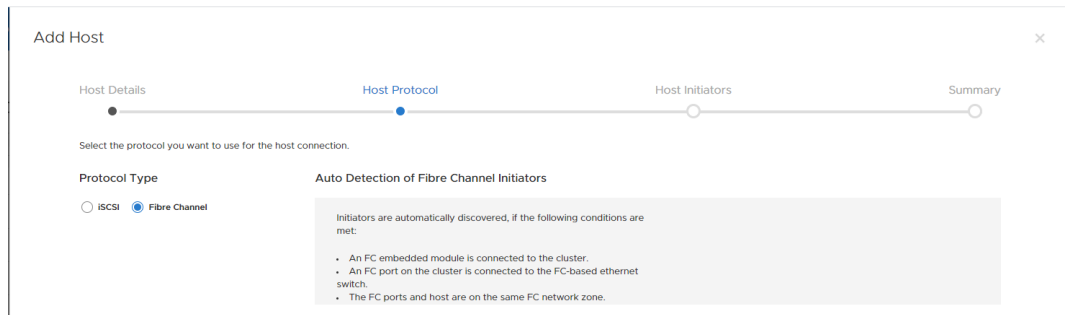 Add Host
Host Details
Host Protocol
Host Initiators
Summary
Select the protocol you want to use for the host connection.
Protocol Type
Auto Detection of Fibre Channel Initiators
iSCSI
Fibre Channel
Initiators are automatically discovered, if the following conditions are
met:
• An FC embedded module is connected to the cluster.
• An FC port on the cluster is connected to the FC-based ethernet
switch.
• The FC ports and host are on the same FC network zone.